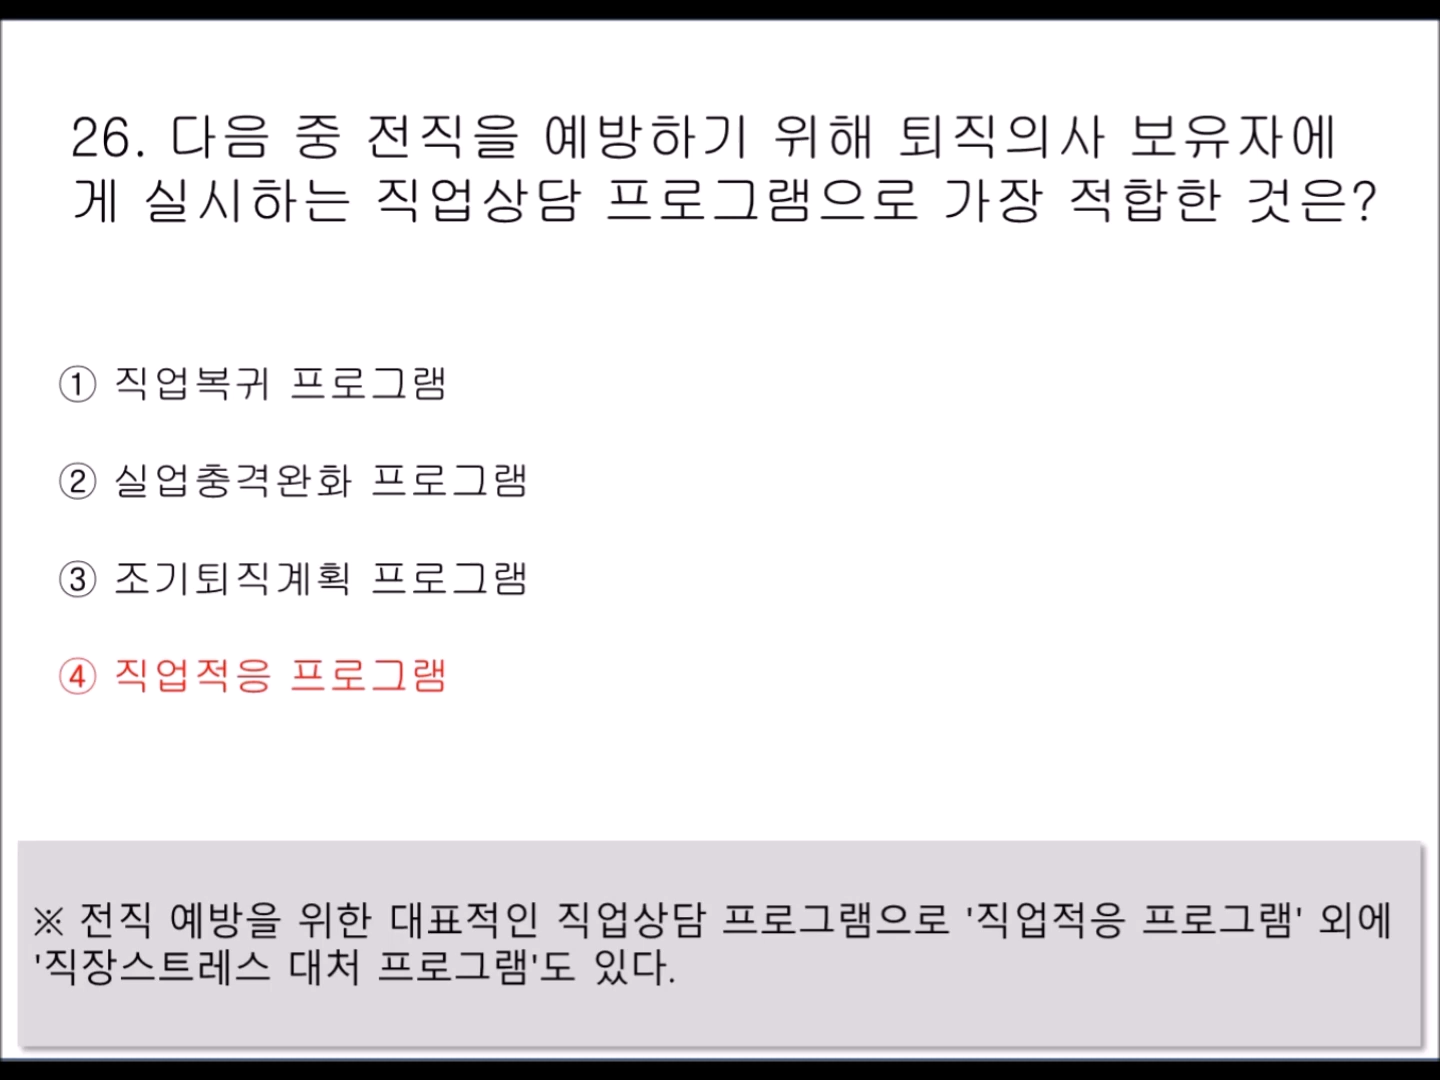 26. 다음 중 전직을 예방하기 위해 퇴직의사 보유자에
게 실시하는 직업상담 프로그램으로 가장 적합한 것은?
① 직업복귀 프로그램
② 실업충격완화 프로그램
③ 조기퇴직계획 프로그램
④ 직업적응 프로그램
※ 전직 예방을 위한 대표적인 직업상담 프로그램으로 '직업적응 프로그램' 외에
'직장스트레스 대처 프로그램'도 있다.